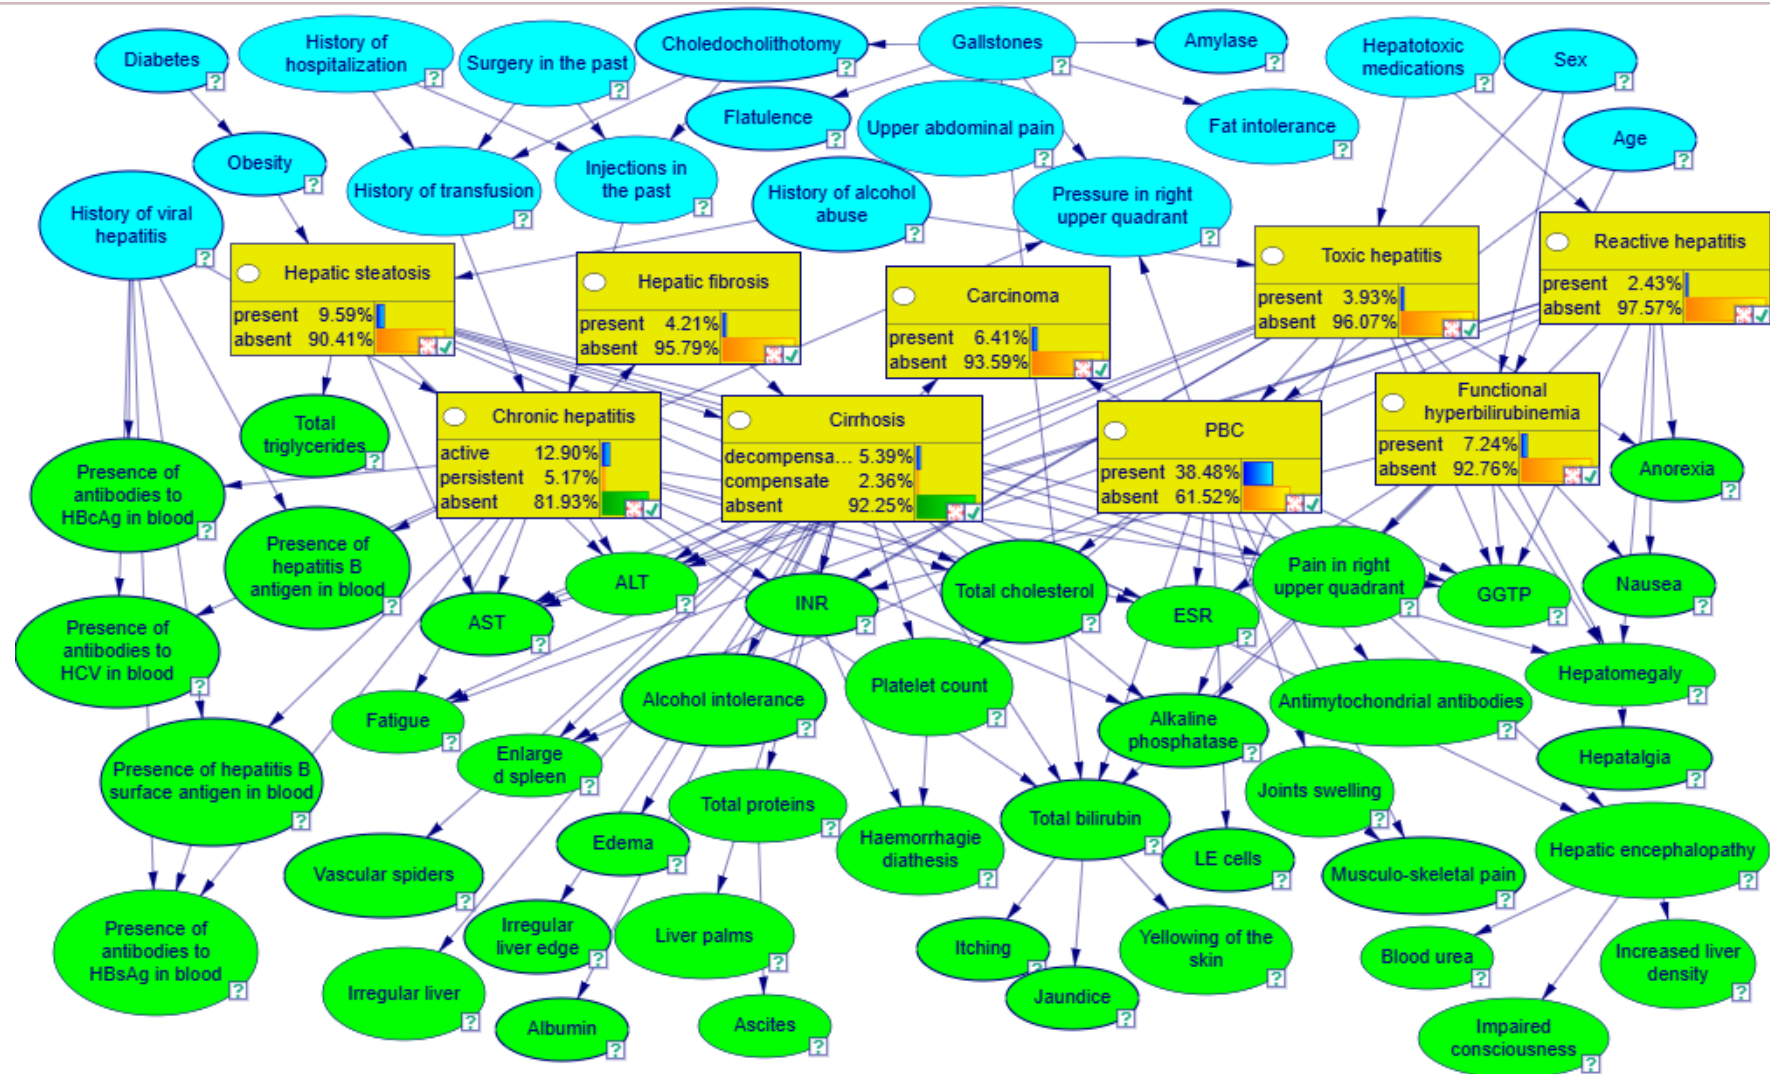 Diabetes
History of
hospitalization
Surgery in the past
Choledocholithotomy
Gallstones
Amylase
Hepatotoxic
medications
Sex
Flatulence
Upper abdominal pain
Fat intolerance
Age
Obesity
History of transfusion
Injections in
the past
History of alcohol
abuse
Pressure in right
upper quadrant
History of viral
hepatitis
Hepatic steatosis
present 9.59%
absent 90.41%
Hepatic fibrosis
present 4.21%
absent 95.79%
Carcinoma
present 6.41%
absent 93.59%
Toxic hepatitis
present 3.93%
absent 96.07%
Reactive hepatitis
present 2.43%
absent 97.57%
Total
triglycerides
Chronic hepatitis
active 12.90%
persistent 5.17%
absent 81.93%
Cirrhosis
decompensa... 5.39%
compensate 2.36%
absent 92.25%
PBC
present 38.48%
absent 61.52%
Functional
hyperbilirubinemia
present 7.24%
absent 92.76%
Anorexia
Presence of
antibodies to
HBcAg in blood
Presence of
hepatitis B
antigen in blood
ALT
AST
INR
Total cholesterol
ESR
Pain in right
upper quadrant
GGTP
Nausea
Presence of
antibodies to
HCV in blood
Fatigue
Alcohol intolerance
Platelet count
Alkaline
phosphatase
Antimytochondrial antibodies
Hepatomegaly
Presence of hepatitis B
surface antigen in blood
Enlarge
d spleen
Total proteins
Haemorrhagie
diathesis
Total bilirubin
Joints swelling
Hepatalgia
Vascular spiders
Edema
LE cells
Musculo-skeletal pain
Hepatic encephalopathy
Presence of
antibodies to
HBsAg in blood
Irregular liver
Irregular
liver edge
Liver palms
Itching
Yellowing of the
skin
Blood urea
Increased liver
density
Albumin
Ascites
Jaundice
Impaired
consciousness